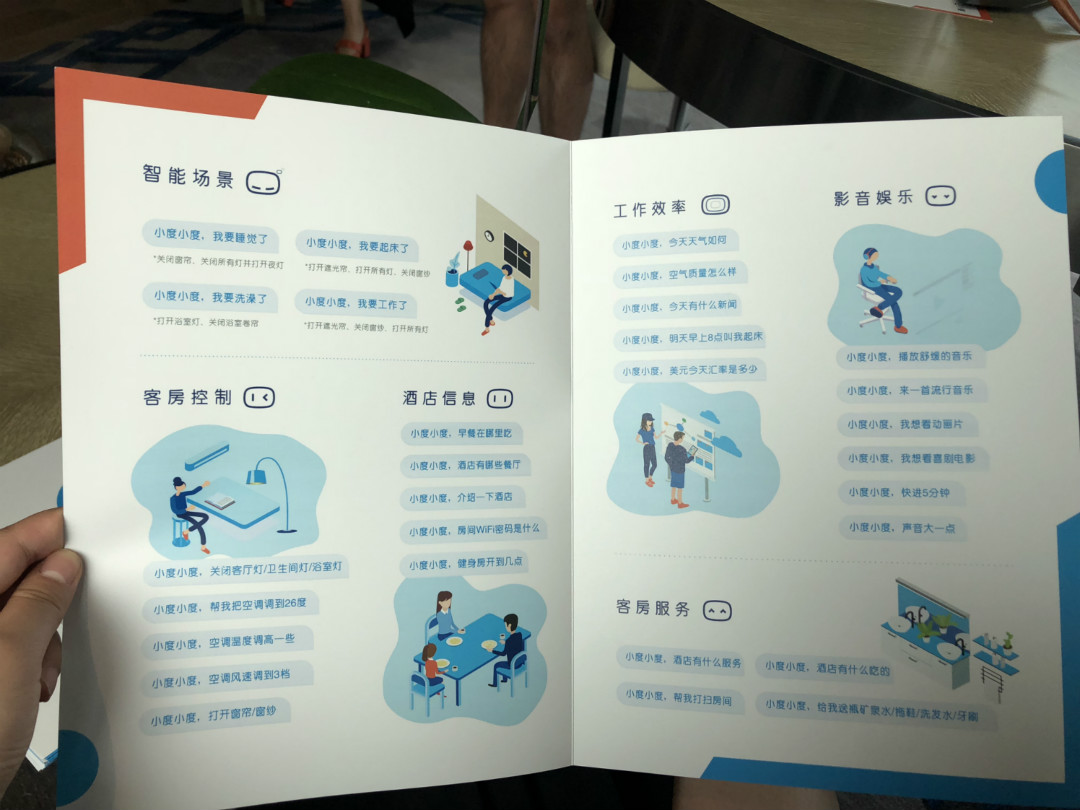 智能场景
小度小度，我要睡觉了
*关闭窗帘、关闭所有灯并打开夜灯
小度小度，我要起床了
*打开遮光帘、打开所有灯、关闭窗纱
小度小度，我要洗澡了
*打开浴室灯、关闭浴室卷帘
小度小度，我要工作了
*打开遮光帘、关闭窗纱、打开所有灯
客房控制
小度小度，关闭客厅灯/卫生间灯/浴室灯
小度小度，帮我把空调调到26度
小度小度，空调温度调高一些
小度小度，空调风速调到3档
小度小度，打开窗帘/窗纱
酒店信息
小度小度，早餐在哪里吃
小度小度，酒店有哪些餐厅
小度小度，介绍一下酒店
小度小度，房间WiFi密码是什么
小度小度，健身房开到几点
工作效率
小度小度，今天天气如何
小度小度，空气质量怎么样
小度小度，今天有什么新闻
小度小度，明天早上8点叫我起床
小度小度，美元今天汇率是多少
影音娱乐
小度小度，播放舒缓的音乐
小度小度，来一首流行音乐
小度小度，我想看动画片
小度小度，我想看喜剧电影
小度小度，快进5分钟
小度小度，声音大一点
客房服务
小度小度，酒店有什么服务
小度小度，酒店有什么吃的
小度小度，帮我打扫房间
小度小度，给我送瓶矿泉水/拖鞋/洗发水/牙刷